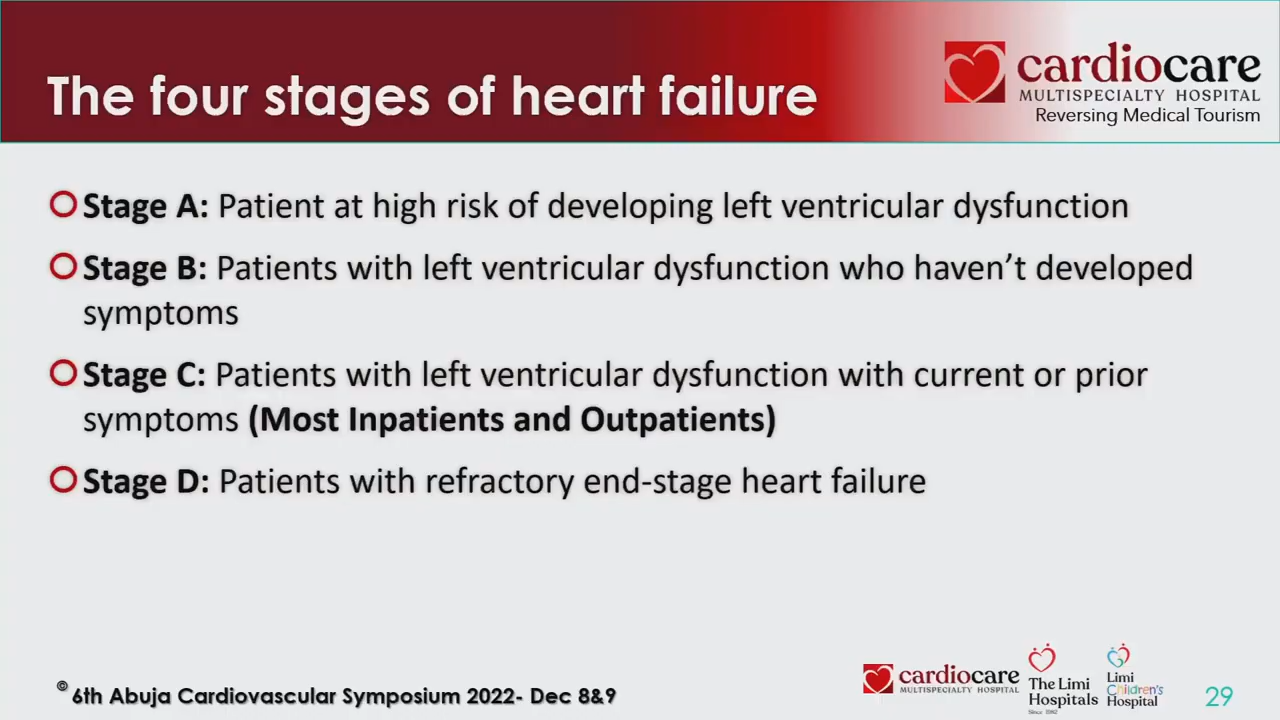 The four stages of heart failure
cardiocare
MULTISPECIALTY HOSPITAL
Reversing Medical Tourism
Stage A: Patient at high risk of developing left ventricular dysfunction
Stage B: Patients with left ventricular dysfunction who haven’t developed
symptoms
Stage C: Patients with left ventricular dysfunction with current or prior
symptoms (Most Inpatients and Outpatients)
Stage D: Patients with refractory end-stage heart failure
© 6th Abuja Cardiovascular Symposium 2022- Dec 8&9
cardiocare
MULTISPECIALTY HOSPITAL
The Limi
Hospitals
Limi
Children's
Hospital
29